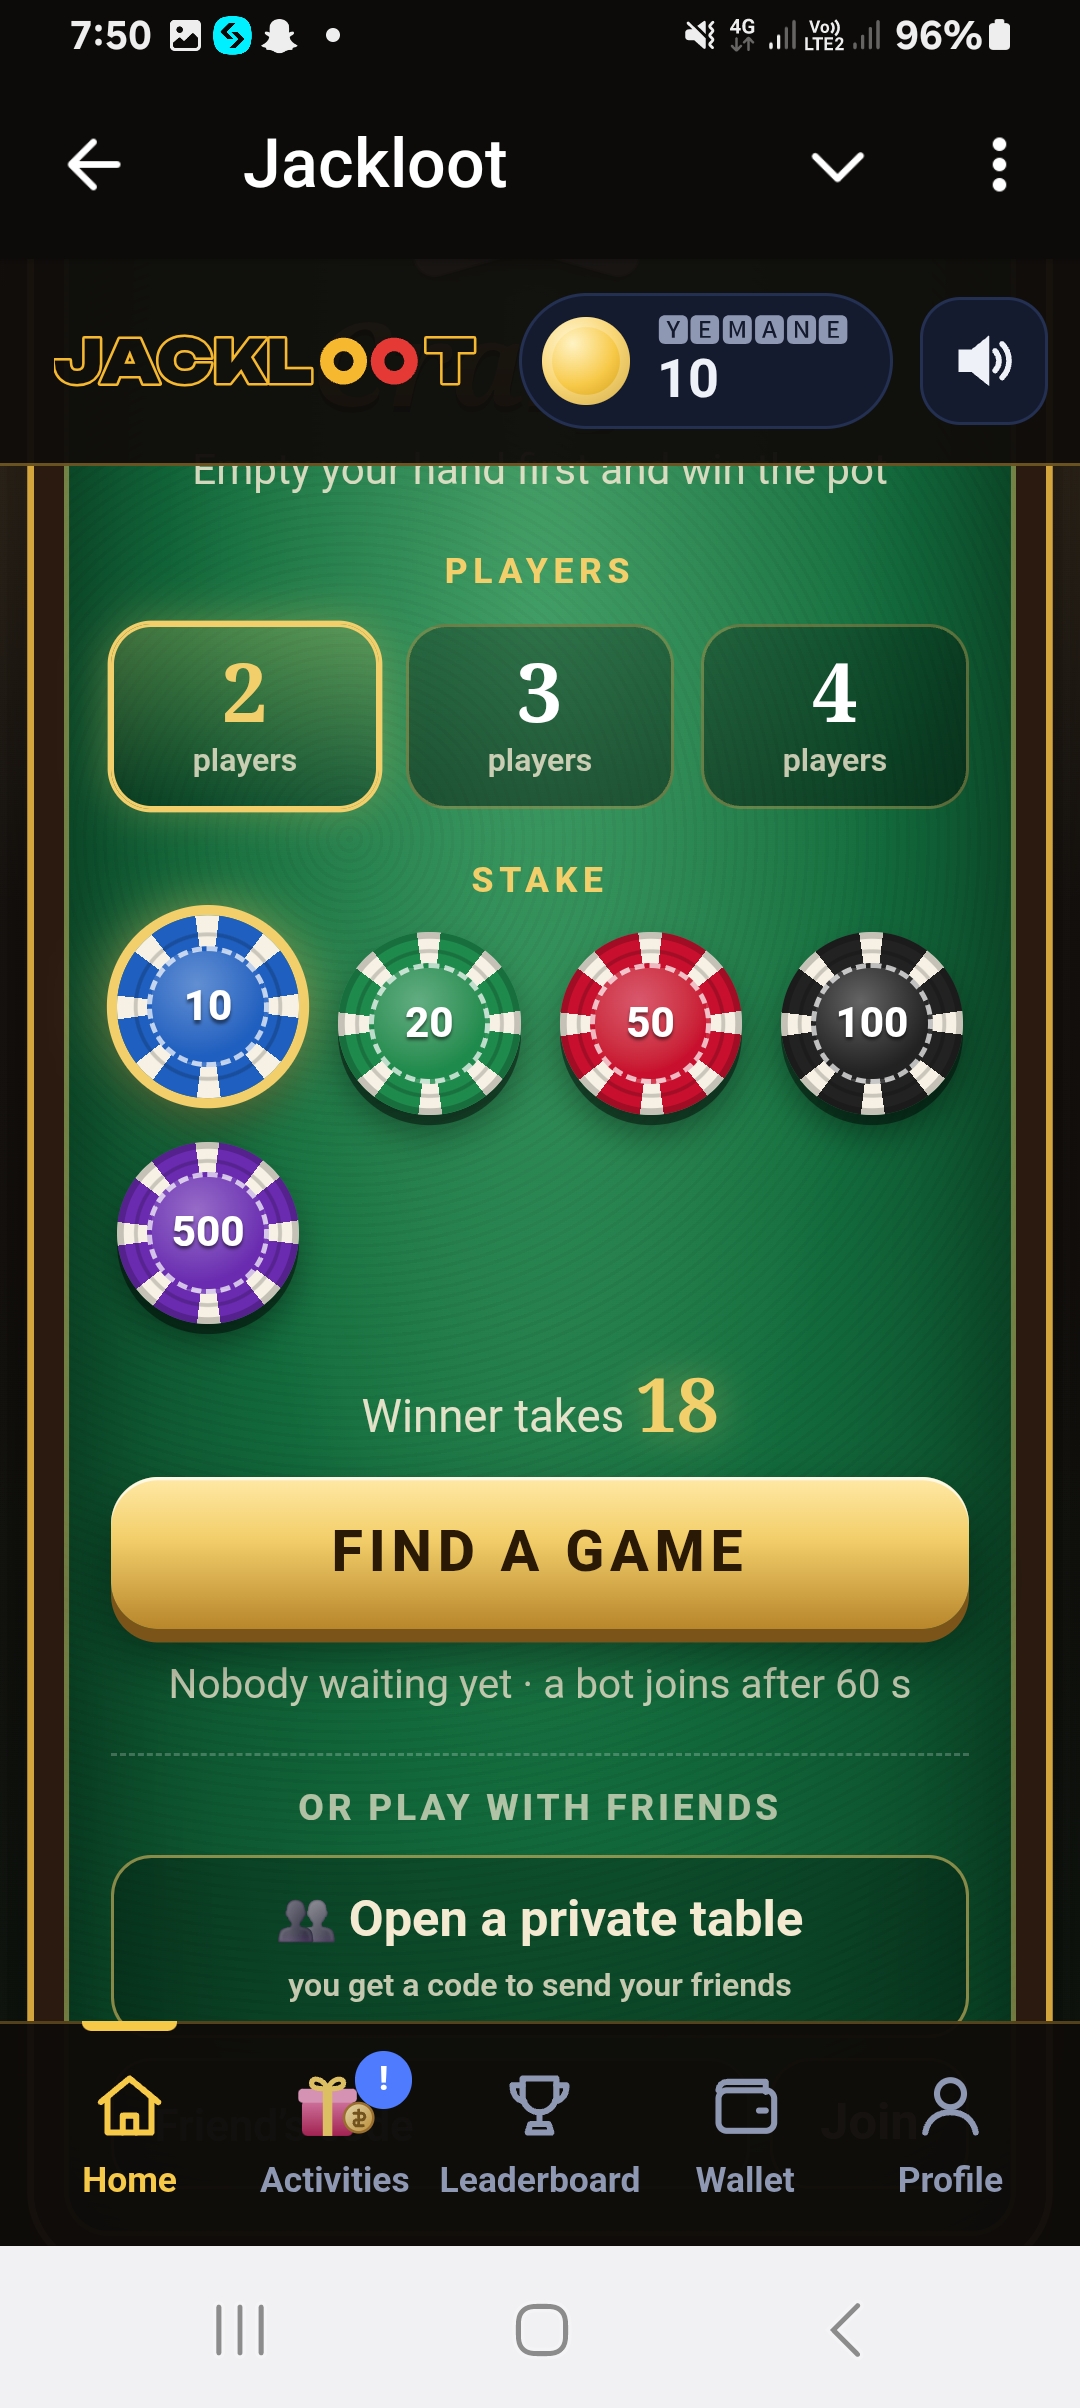 7:50
4G
Vo))
LTE2
96%
Jackloot
JACKLOOT
YEMANE
10
Empty your hand first and win the pot
PLAYERS
2
players
3
players
4
players
STAKE
10
20
50
100
500
Winner takes 18
FIND A GAME
Nobody waiting yet · a bot joins after 60 s
OR PLAY WITH FRIENDS
Open a private table
you get a code to send your friends
Join
!
Home
Activities
Leaderboard
Wallet
Profile